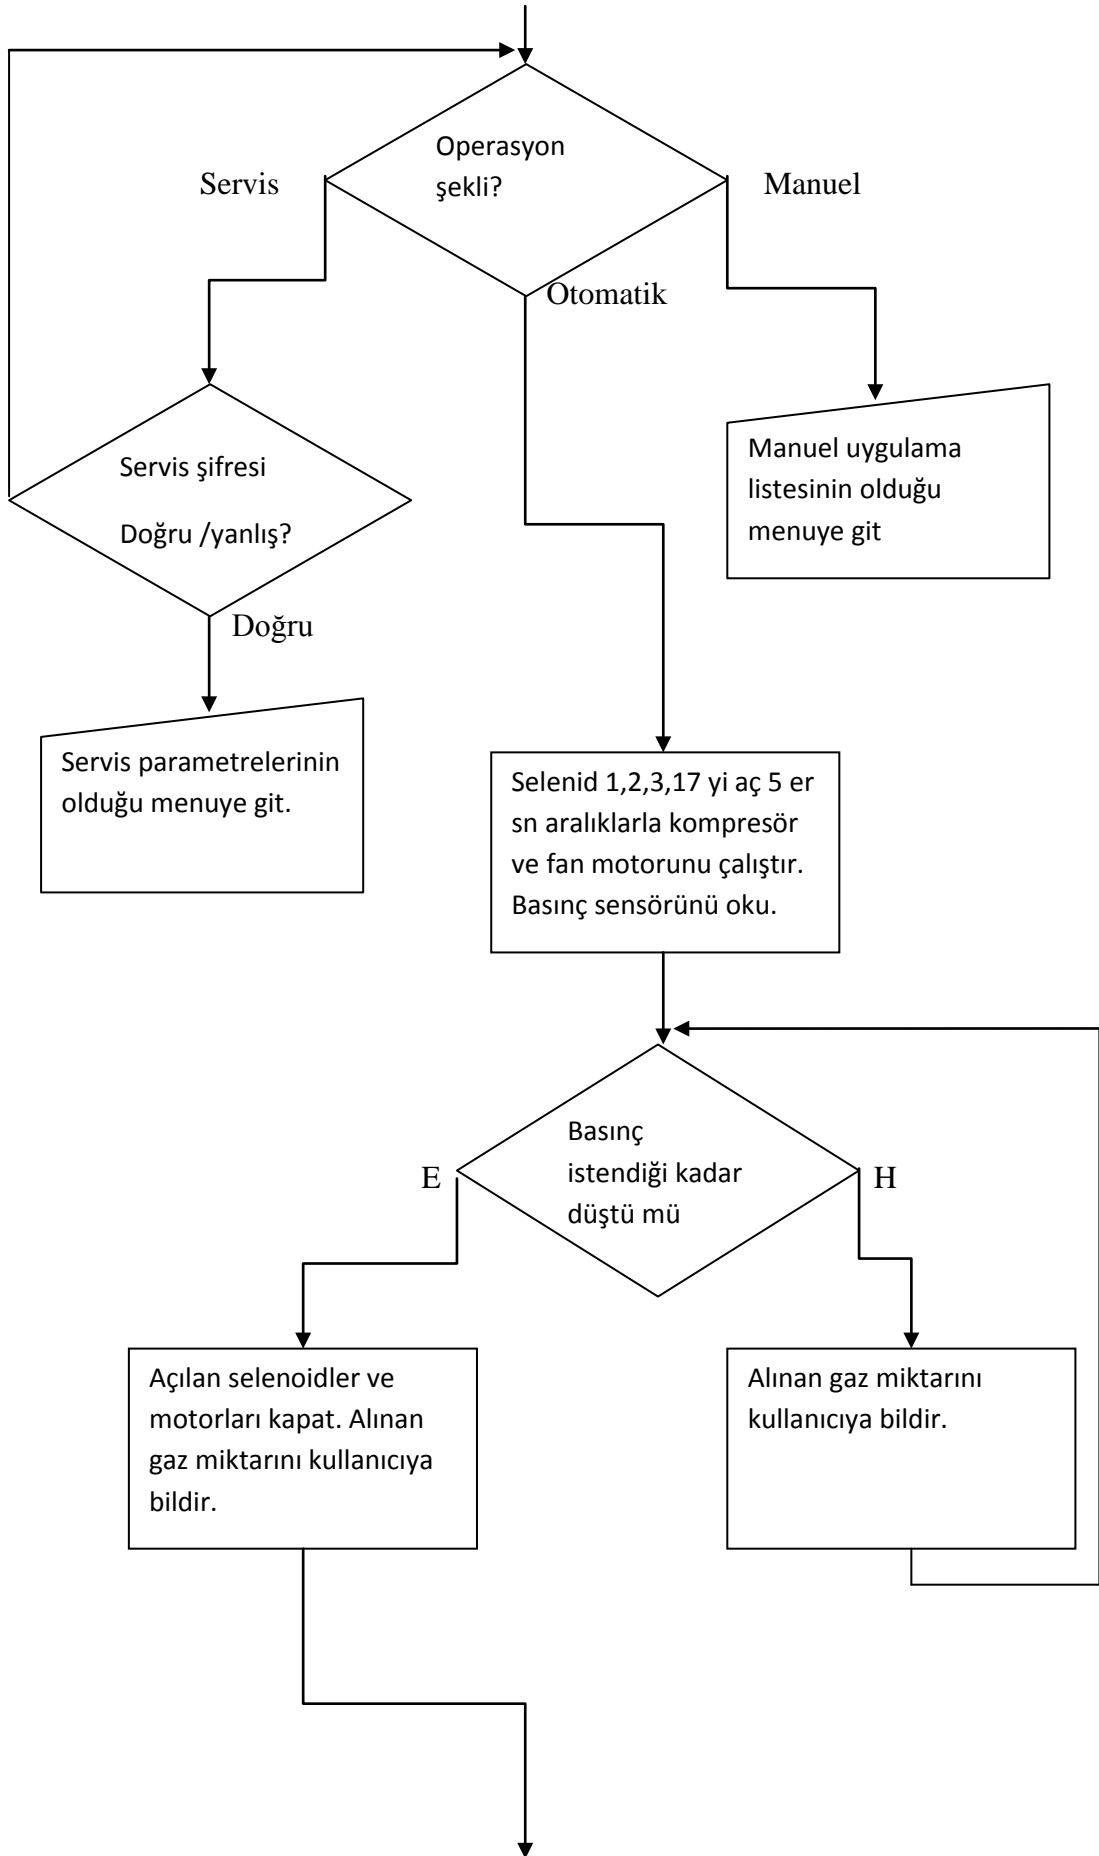 Operasyon
şekli?
Servis
Manuel
Otomatik
Servis şifresi
Doğru /yanlış?
Manuel uygulama
listesinin olduğu
menuye git
Doğru
Servis parametrelerinin
olduğu menuye git.
Selenid 1,2,3,17 yi aç 5 er
sn aralıklarla kompresör
ve fan motorunu çalıştır.
Basınç sensörünü oku.
Basınç
istendiği kadar
düştü mü
E
H
Açılan selenoidler ve
motorları kapat. Alınan
gaz miktarını kullanıcıya
bildir.
Alınan gaz miktarını
kullanıcıya bildir.